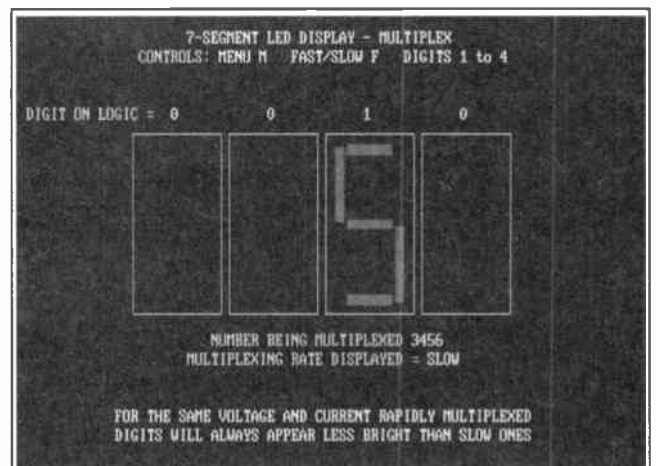 7-SEGMENT LED DISPLAY - MULTIPLEX
CONTROLS: MENU M FAST/SLOW F DIGITS 1 to 4
DIGIT ON LOGIC = 0 0 1 0
5
NUMBER BEING MULTIPLEXED 3456
MULTIPLEXING RATE DISPLAYED = SLOW
FOR THE SAME VOLTAGE AND CURRENT RAPIDLY MULTIPLEXED
DIGITS WILL ALWAYS APPEAR LESS BRIGHT THAN SLOW ONES